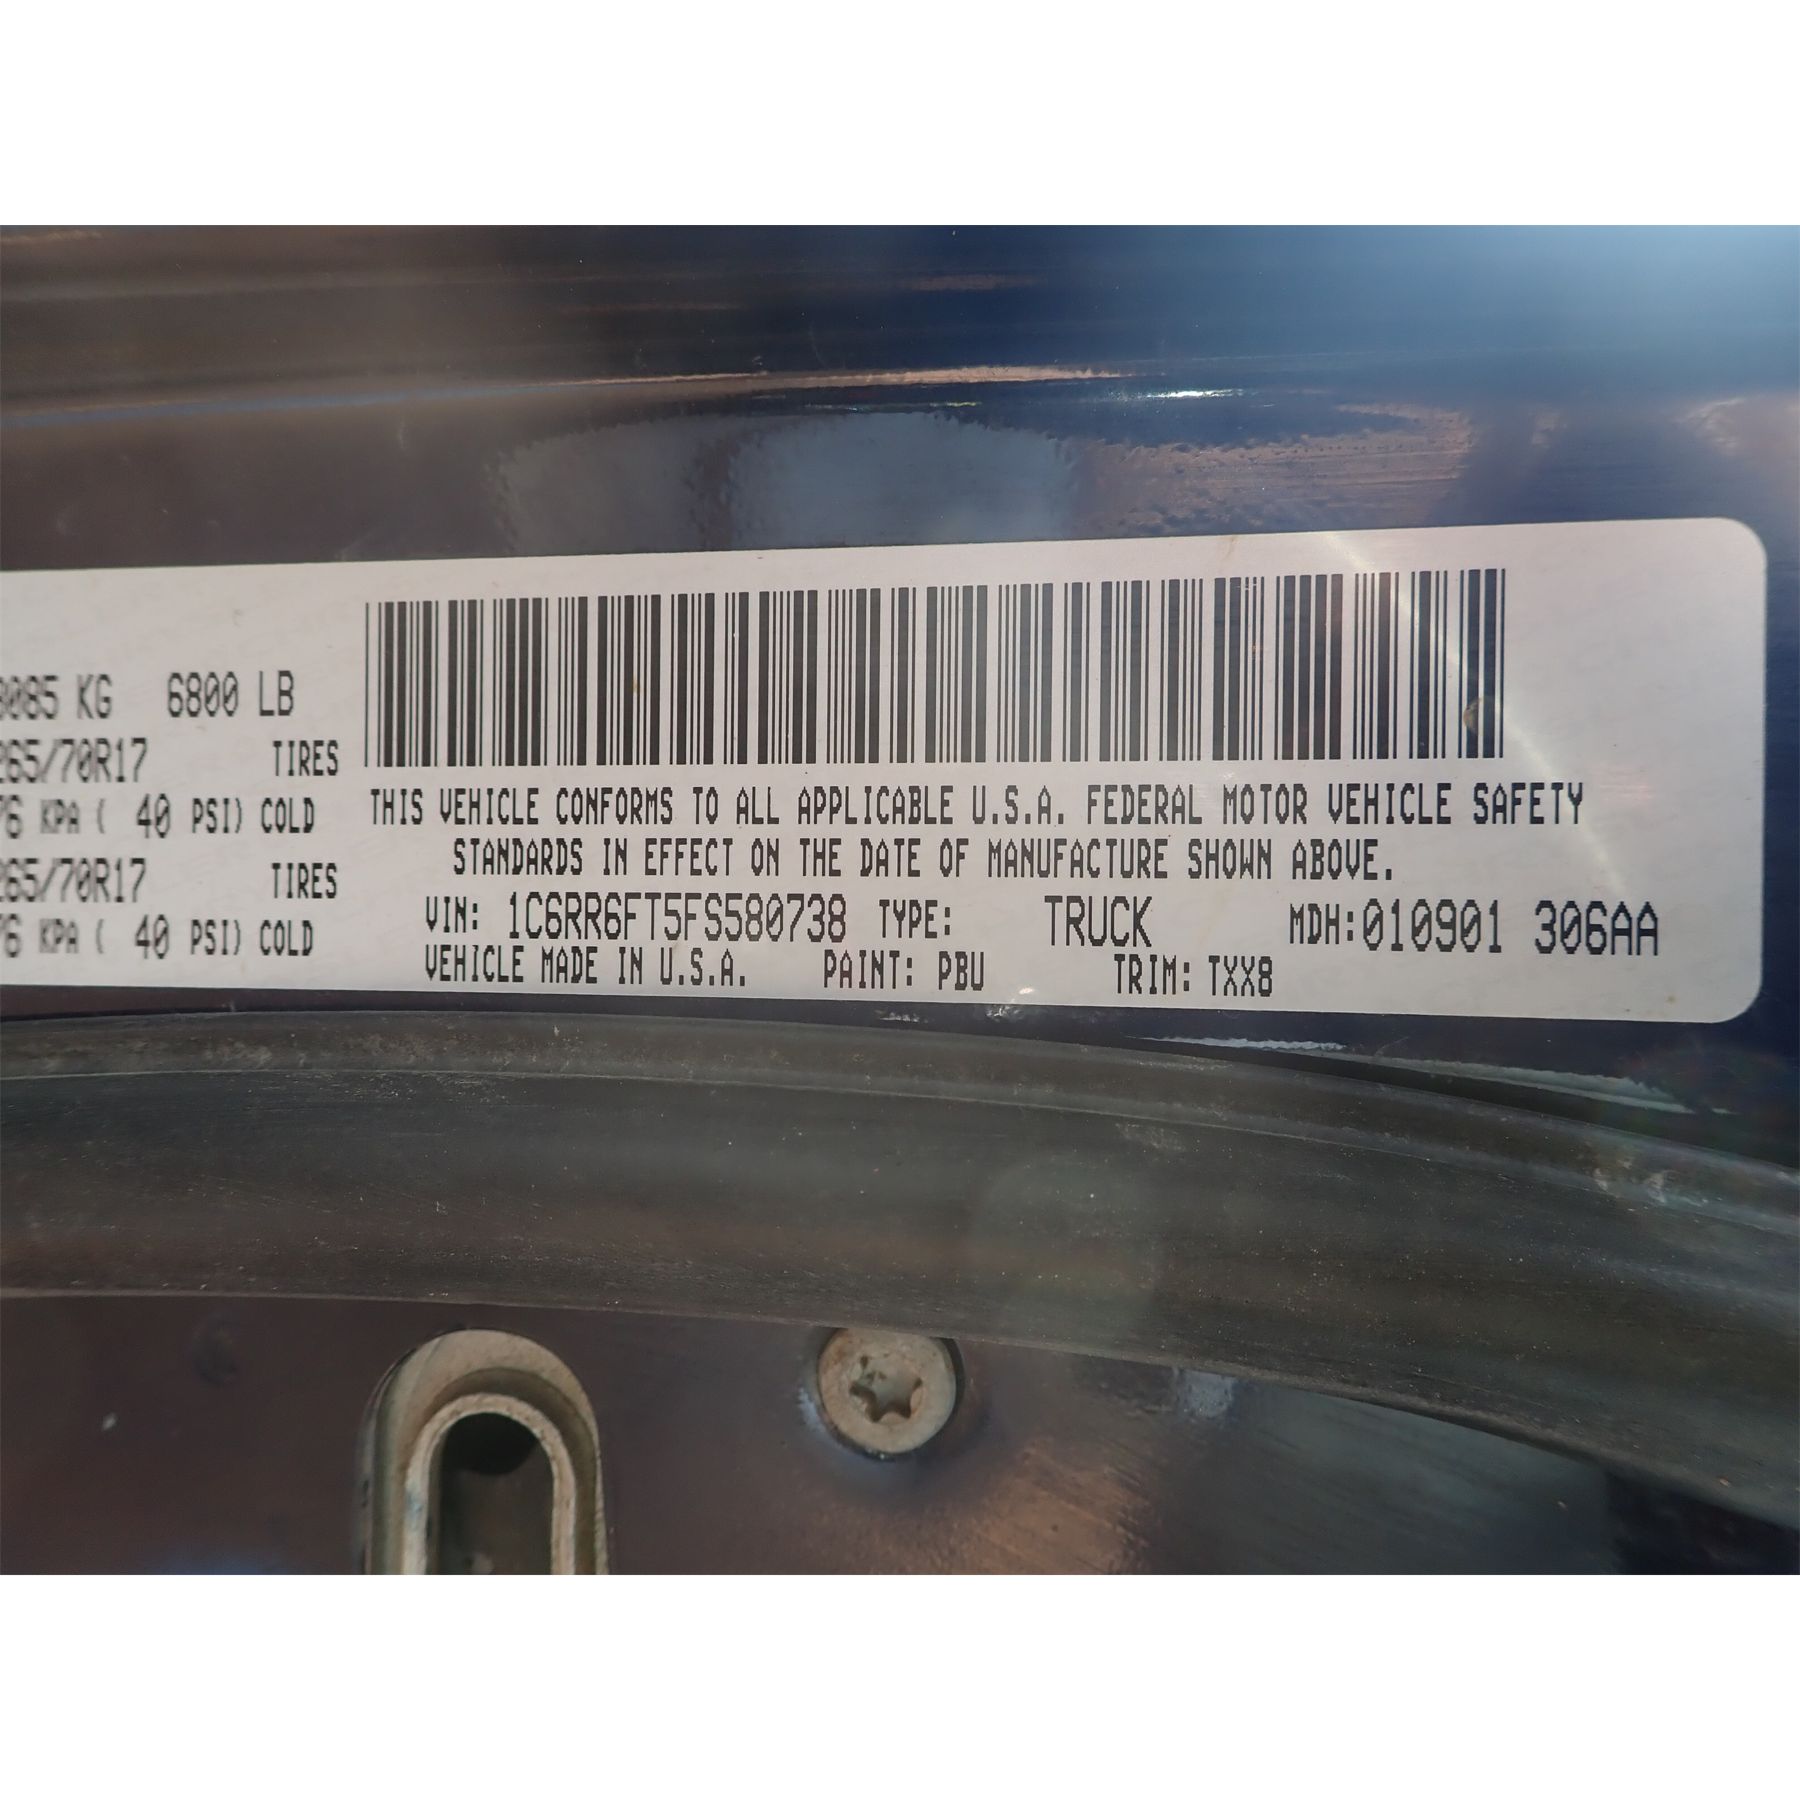 3085 KG 6800 LB
265/70R17 TIRES
76 KPA ( 40 PSI) COLD
265/70R17 TIRES
76 KPA ( 40 PSI) COLD
THIS VEHICLE CONFORMS TO ALL APPLICABLE U.S.A. FEDERAL MOTOR VEHICLE SAFETY
STANDARDS IN EFFECT ON THE DATE OF MANUFACTURE SHOWN ABOVE.
VIN: 1C6RR6FT5FS580738 TYPE: TRUCK MDH:010901 306AA
VEHICLE MADE IN U.S.A. PAINT: PBU TRIM: TXX8